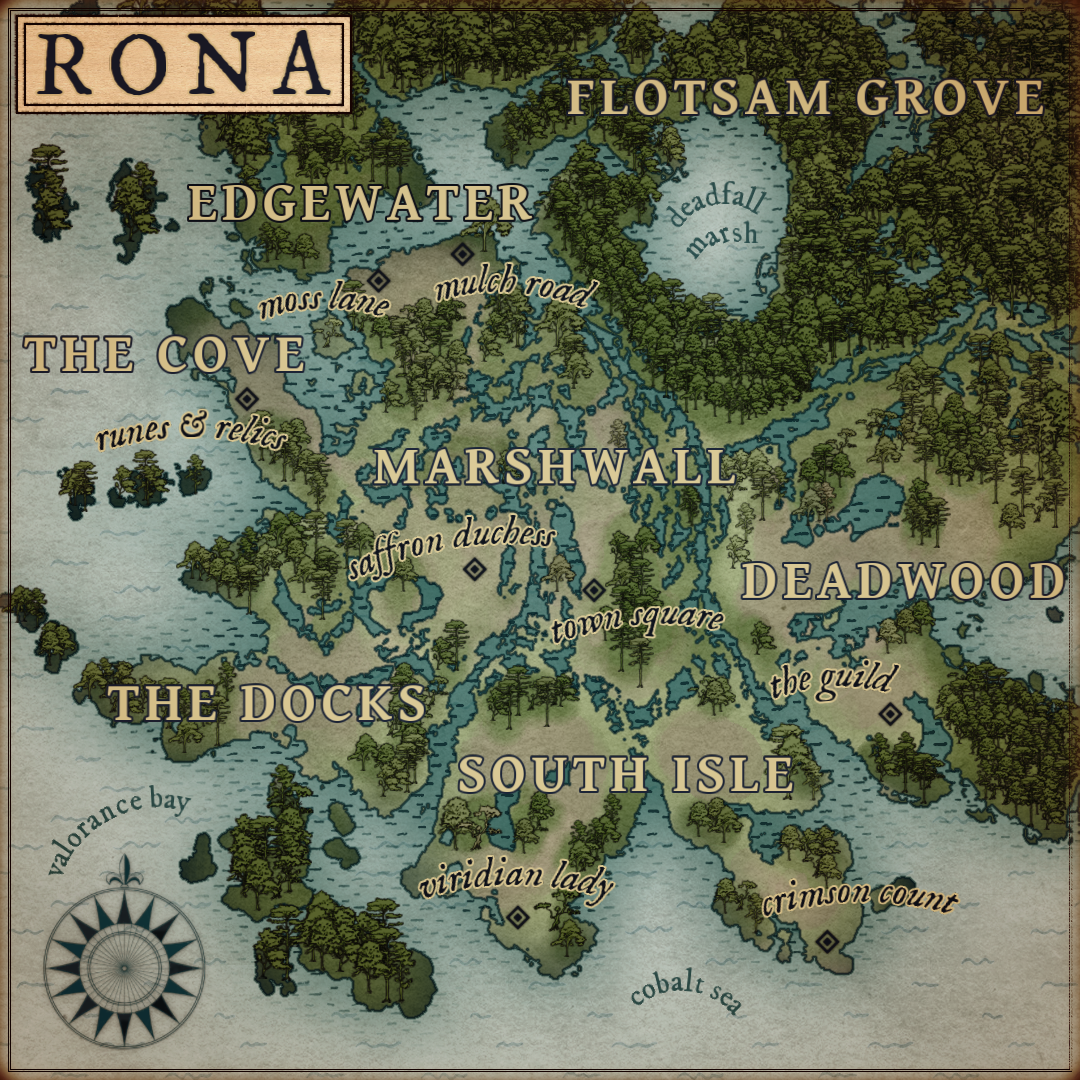 RONA
FLOTSAM GROVE
deadfall
marsh
EDGEWATER
moss lane
mulch road
THE COVE
runes & relics
MARSHWALL
saffron duchess
DEADWOOD
town square
the guild
THE DOCKS
SOUTH ISLE
valorance bay
viridian lady
crimson count
cobalt sea